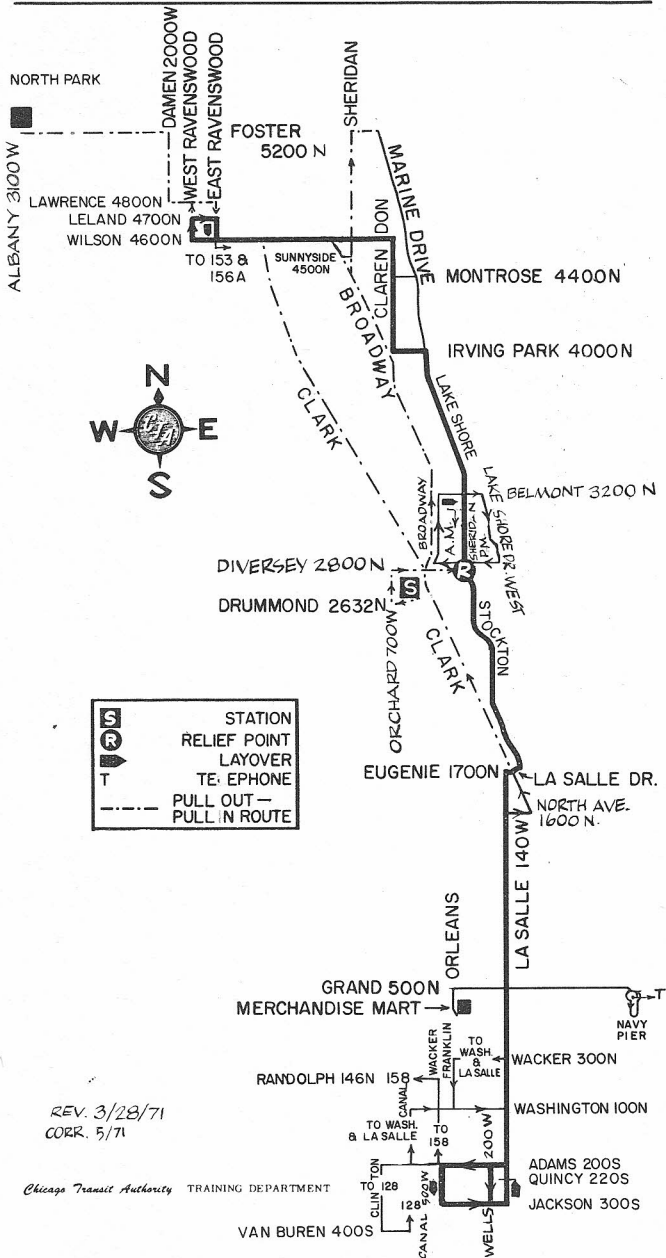 NORTH PARK
ALBANY 3100 W
DAMEN 2000W
WEST RAVENSWOOD
EAST RAVENSWOOD
SHERIDAN
FOSTER
5200 N
MARINE DRIVE
LAWRENCE 4800N
LELAND 4700N
WILSON 4600N
TO 153 &
156A
SUNNYSIDE
4500N
CLARENDON
MONTROSE 4400N
BROADWAY
IRVING PARK 4000N
N
W E
S
CTA
CLARK
LAKE SHORE
BROADWAY
BELMONT 3200 N
A.M.
SHERIDAN
P.M.
LAKE SHORE DR. WEST
DIVERSEY 2800 N
R
S
DRUMMOND 2632N
ORCHARD 700W
STOCKTON
CLARK
S STATION
R RELIEF POINT
LAYOVER
T TE EPHONE
PULL OUT —
PULL IN ROUTE
EUGENIE 1700N
LA SALLE DR.
NORTH AVE.
1600 N.
LA SALLE 140W
ORLEANS
GRAND 500N
MERCHANDISE MART
T
NAVY
PIER
WACKER
FRANKLIN
TO
WASH.
& LA SALLE
WACKER 300N
RANDOLPH 146N 158
CANAL
WASHINGTON 100N
TO WASH.
& LA SALLE
TO
158
200W
REV. 3/28/71
CORR. 5/71
ADAMS 200S
QUINCY 220S
JACKSON 300S
Chicago Transit Authority TRAINING DEPARTMENT
CLINTON
TO 128
128
CANAL 500W
WELLS
VAN BUREN 400S